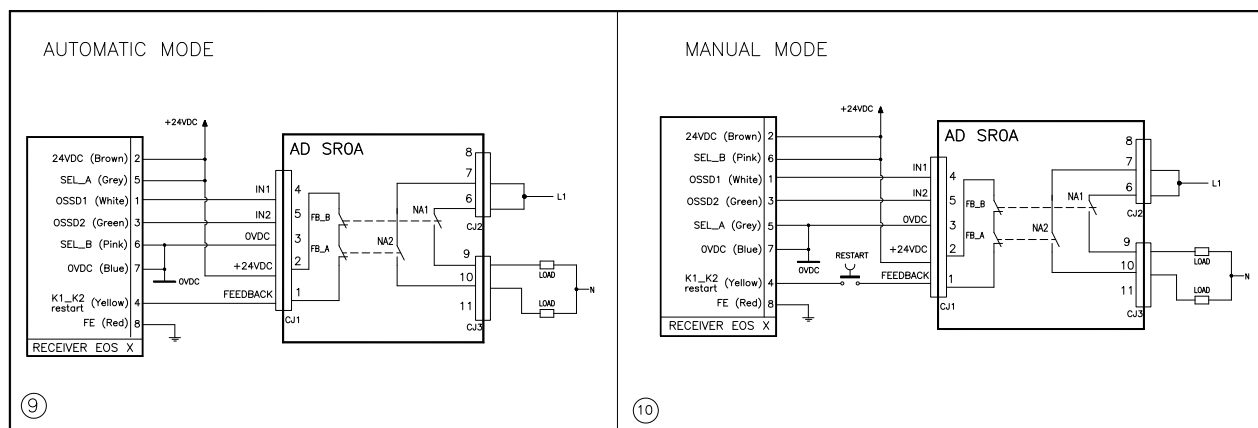 AUTOMATIC MODE
+24VDC
24VDC (Brown) 2
SEL_A (Grey) 5
OSSD1 (White) 1
OSSD2 (Green) 3
SEL_B (Pink) 6
0VDC (Blue) 7
K1_K2 (Yellow) 4
restart
FE (Red) 8
RECEIVER EOS X
0VDC
IN1
IN2
0VDC
+24VDC
FEEDBACK
AD SR0A
4
5
3
2
1
CJ1
FB_B
FB_A
NA1
NA2
8
7
6
CJ2
9
10
11
CJ3
L1
LOAD
LOAD
N
9
MANUAL MODE
+24VDC
24VDC (Brown) 2
SEL_B (Pink) 6
OSSD1 (White) 1
OSSD2 (Green) 3
SEL_A (Grey) 5
0VDC (Blue) 7
K1_K2 (Yellow) 4
restart
FE (Red) 8
RECEIVER EOS X
0VDC
RESTART
IN1
IN2
0VDC
+24VDC
FEEDBACK
AD SR0A
4
5
3
2
1
CJ1
FB_B
FB_A
NA1
NA2
8
7
6
CJ2
9
10
11
CJ3
L1
LOAD
LOAD
N
10